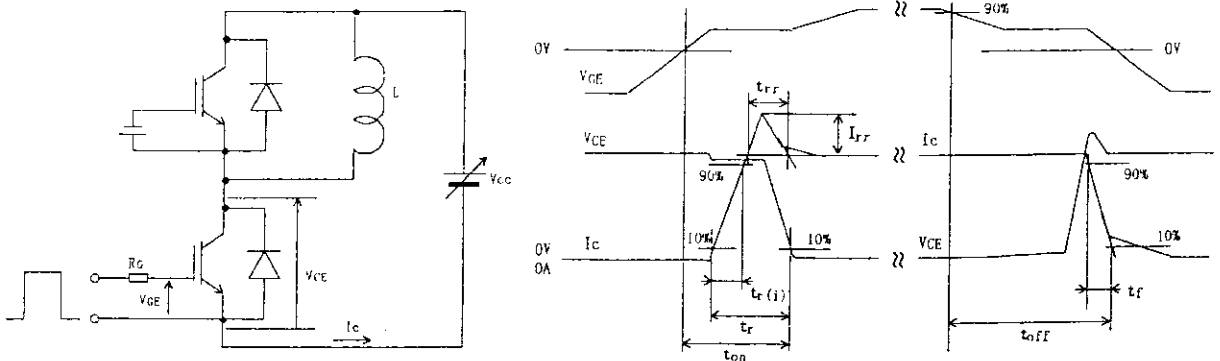 L
Vcc
RG
VGE
VCE
Ic
0V
VGE
trr
VCE
Irr
90%
10%
10%
0V
0A
Ic
tr(i)
tr
ton
90%
0V
Ic
90%
VCE
10%
tf
toff